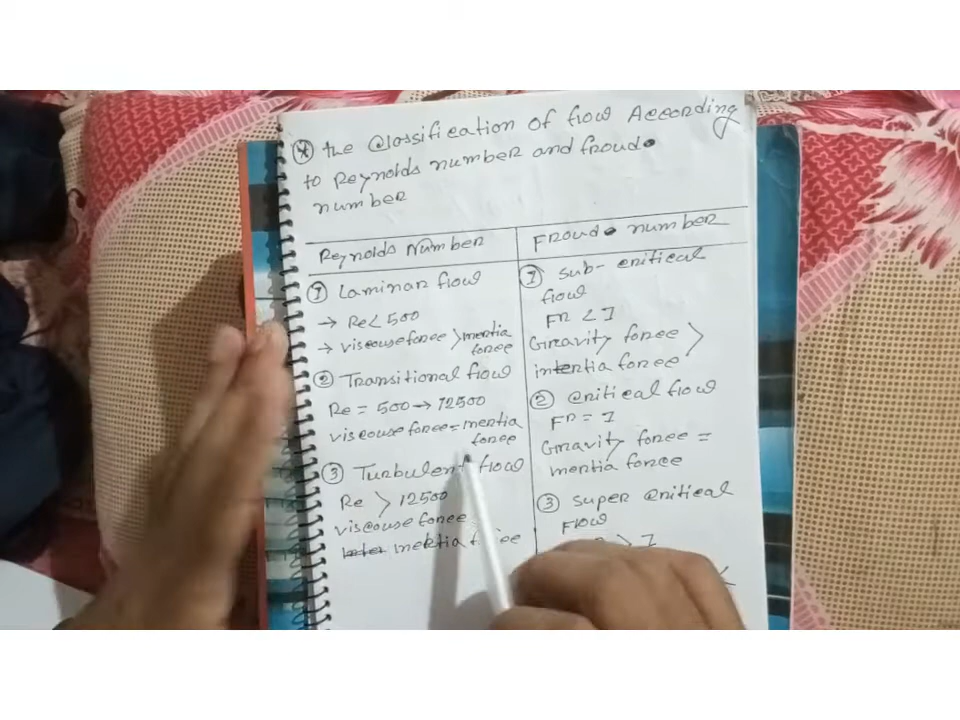 * the classification of flow According
to Reynolds number and froude
number
Reynolds Number
① Laminar flow
→ Re < 500
→ viscouse force > inertia
force
② Transitional flow
Re = 500 → 12500
viscouse force = inertia
force
③ Turbulent flow
Re > 12500
viscouse force
inertia
Froude number
① sub-critical
flow
Fr < 1
Gravity force >
intertia force
② critical flow
Fr = 1
Gravity force =
inertia force
③ super critical
Flow
> 1